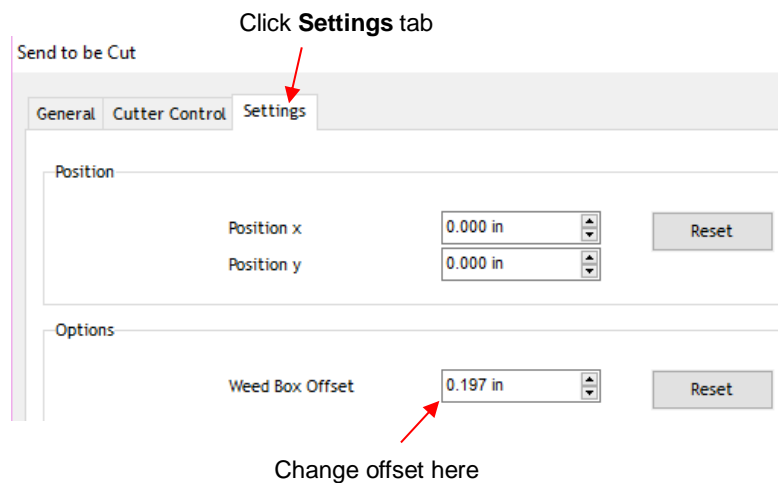 Click Settings tab
Send to be Cut
General Cutter Control Settings
Position
Position x 0.000 in Reset
Position y 0.000 in
Options
Weed Box Offset 0.197 in Reset
Change offset here